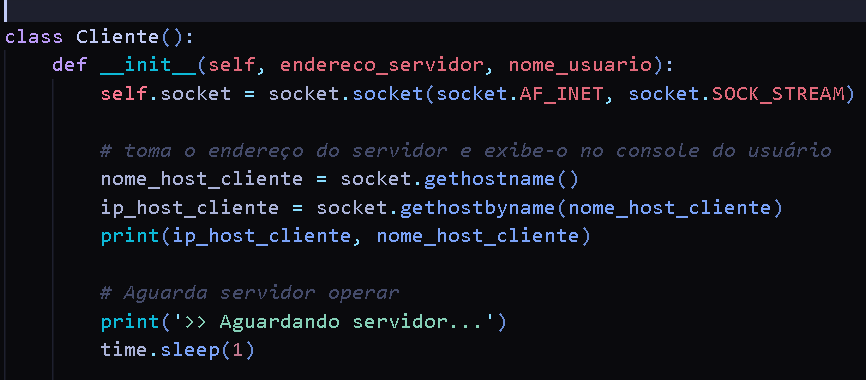 class Cliente():
def __init__(self, endereco_servidor, nome_usuario):
self.socket = socket.socket(socket.AF_INET, socket.SOCK_STREAM)
# toma o endereço do servidor e exibe-o no console do usuário
nome_host_cliente = socket.gethostname()
ip_host_cliente = socket.gethostbyname(nome_host_cliente)
print(ip_host_cliente, nome_host_cliente)
# Aguarda servidor operar
print('>> Aguardando servidor...')
time.sleep(1)